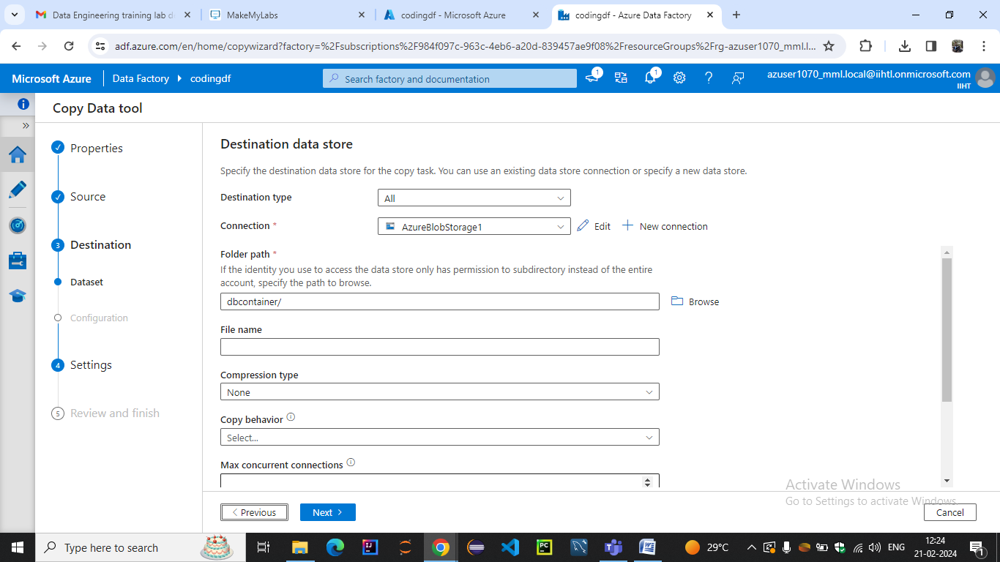 Data Engineering training lab d
MakeMyLabs
codingdf - Microsoft Azure
codingdf - Azure Data Factory
adf.azure.com/en/home/copywizard?factory=%2Fsubscriptions%2F984f097c-963c-4eb6-a20d-839457ae9f08%2FresourceGroups%2Frg-azuser1070_mml.l...
Microsoft Azure
Data Factory
codingdf
Search factory and documentation
1
1
azuser1070_mml.local@iihtl.onmicrosoft.com
IIHT
Copy Data tool
Properties
Source
3 Destination
Dataset
Configuration
4 Settings
5 Review and finish
Destination data store
Specify the destination data store for the copy task. You can use an existing data store connection or specify a new data store.
Destination type
All
Connection *
AzureBlobStorage1
Edit
New connection
Folder path *
If the identity you use to access the data store only has permission to subdirectory instead of the entire
account, specify the path to browse.
dbcontainer/
Browse
File name
Compression type
None
Copy behavior
Select...
Max concurrent connections
Activate Windows
Go to Settings to activate Windows.
< Previous
Next >
Cancel
Type here to search
29°C
ENG
12:24
21-02-2024
1